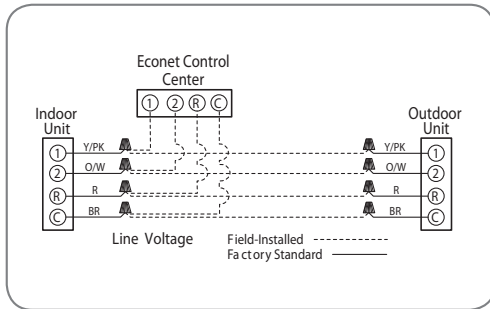 Econet Control
Center
1 2 R C
Indoor
Unit
Outdoor
Unit
1 Y/PK Y/PK 1
2 O/W O/W 2
R R R R
C BR BR C
Line Voltage
Field-Installed
Factory Standard